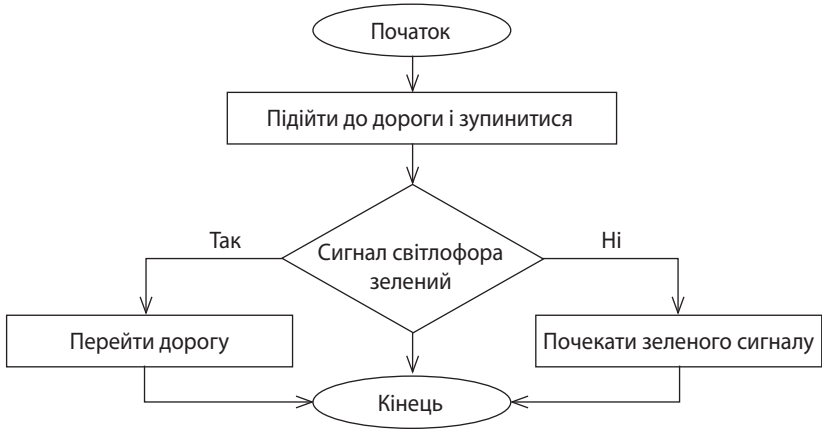 Початок
Підійти до дороги і зупинитися
Так
Сигнал світлофора
зелений
Ні
Перейти дорогу
Почекати зеленого сигналу
Кінець